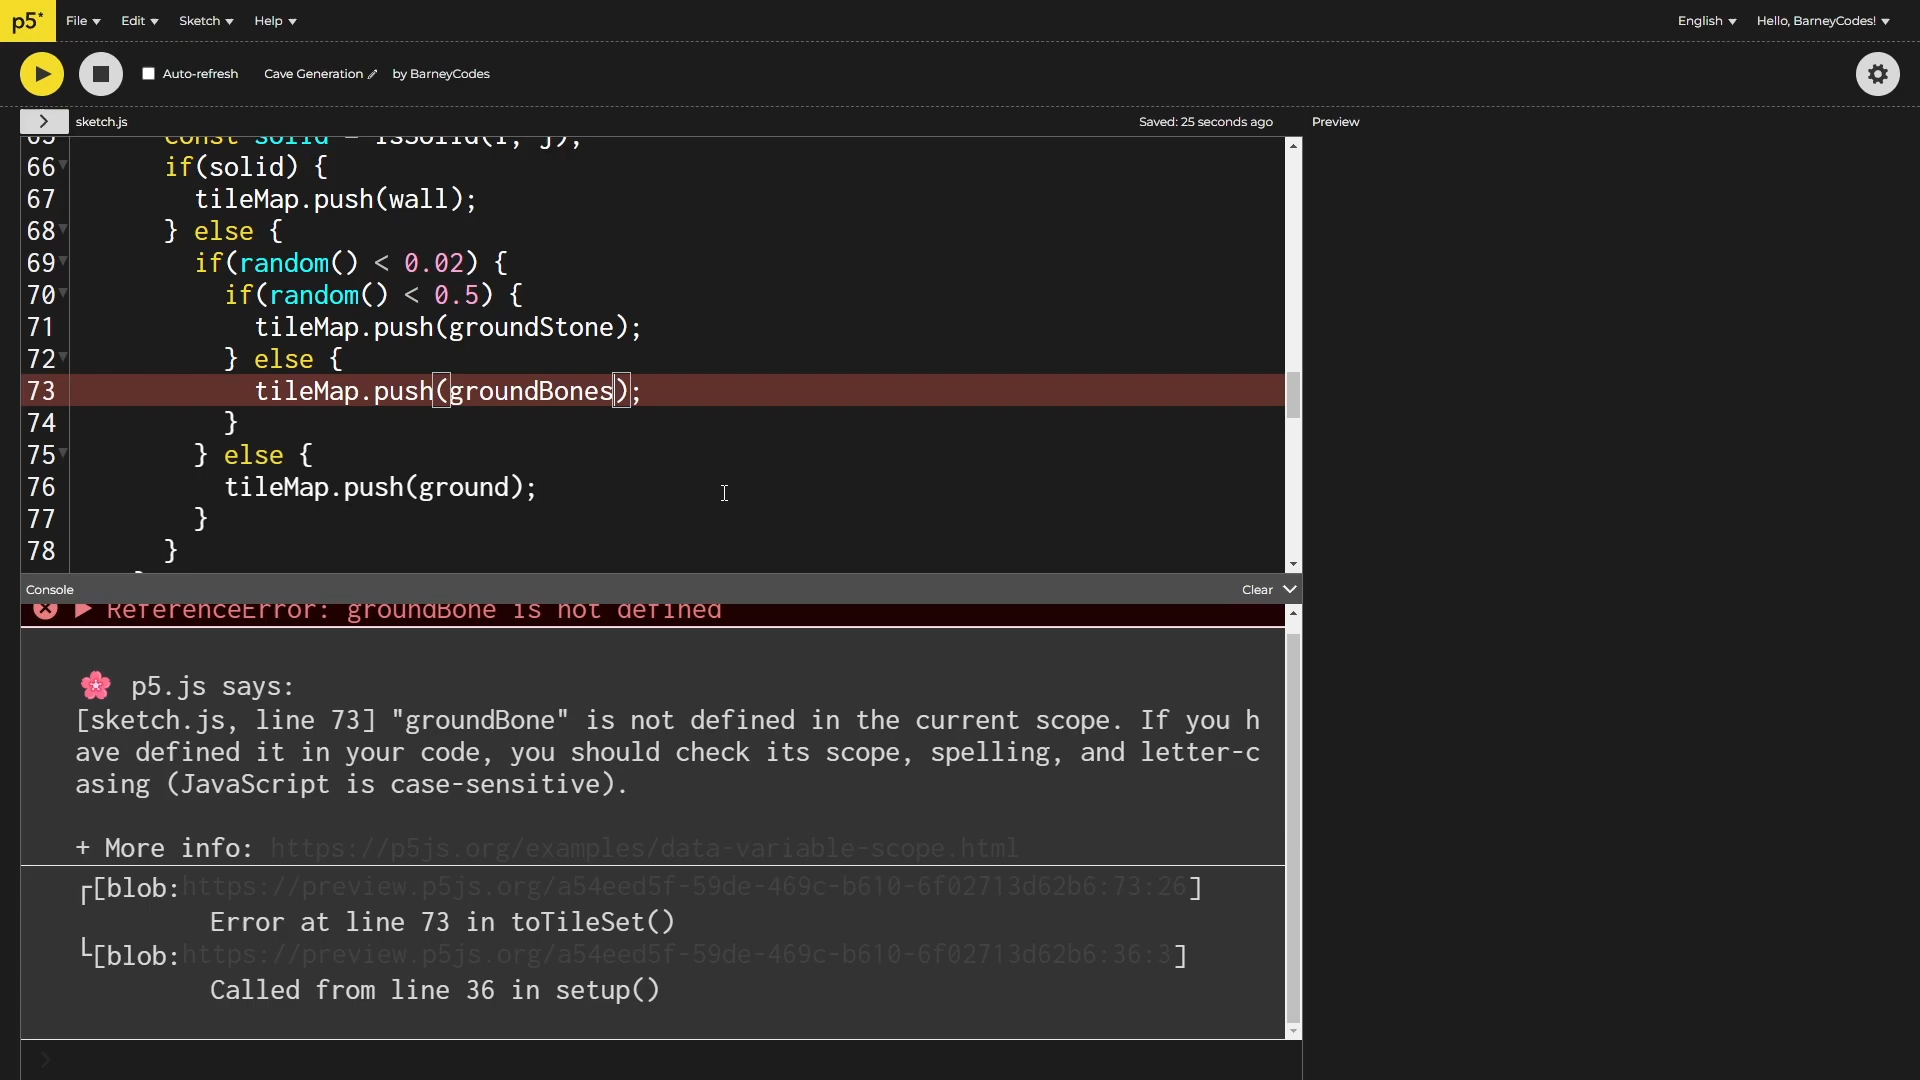 p5* File Edit Sketch Help English Hello, BarneyCodes!
Auto-refresh Cave Generation by BarneyCodes
> sketch.js Saved: 25 seconds ago Preview
65 const solid = isSolid(i, j);
66 if(solid) {
67 tileMap.push(wall);
68 } else {
69 if(random() < 0.02) {
70 if(random() < 0.5) {
71 tileMap.push(groundStone);
72 } else {
73 tileMap.push(groundBones);
74 }
75 } else {
76 tileMap.push(ground);
77 }
78 }
Console Clear
ReferenceError: groundBone is not defined
🌸 p5.js says:
[sketch.js, line 73] "groundBone" is not defined in the current scope. If you h
ave defined it in your code, you should check its scope, spelling, and letter-c
asing (JavaScript is case-sensitive).
+ More info: https://p5js.org/examples/data-variable-scope.html
┌[blob:https://preview.p5js.org/a54eed5f-59de-469c-b610-6f02713d62b6:73:26]
Error at line 73 in toTileSet()
└[blob:https://preview.p5js.org/a54eed5f-59de-469c-b610-6f02713d62b6:36:3]
Called from line 36 in setup()
>